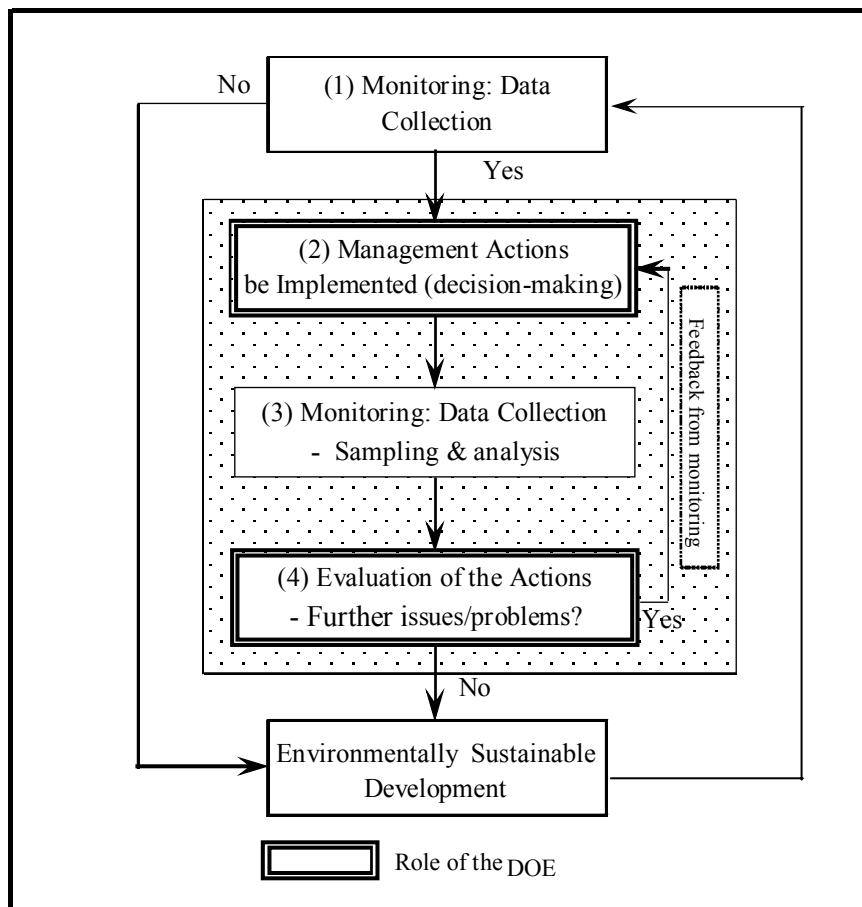 No
(1) Monitoring: Data
Collection
Yes
(2) Management Actions
be Implemented (decision-making)
Feedback from monitoring
(3) Monitoring: Data Collection
- Sampling & analysis
(4) Evaluation of the Actions
- Further issues/problems?
Yes
No
Environmentally Sustainable
Development
Role of the DOE